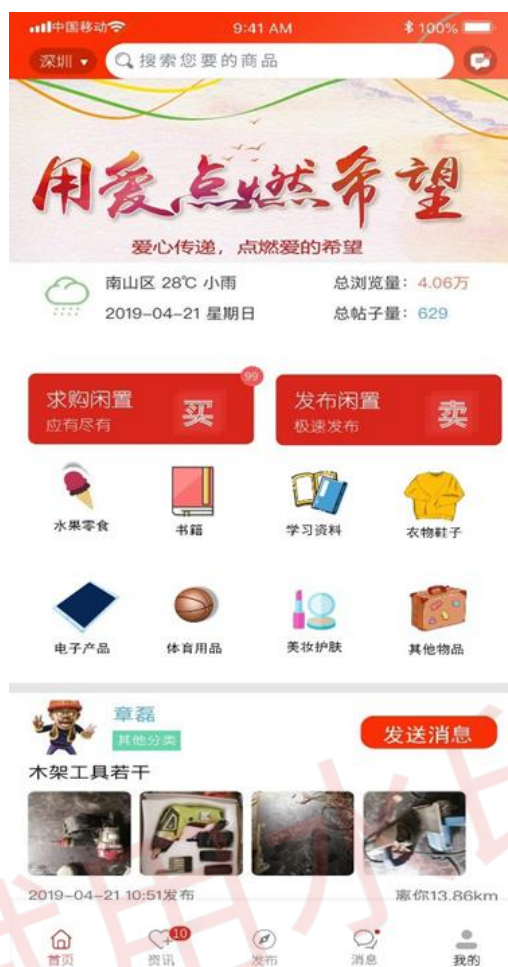 中国移动 9:41 AM 100%
深圳 搜索您要的商品
用爱点燃希望
爱心传递，点燃爱的希望
南山区 28℃ 小雨 总浏览量：4.06万
2019-04-21 星期日 总帖子量：629
99
求购闲置 买 发布闲置 卖
应有尽有 极速发布
水果零食 书籍 学习资料 衣物鞋子
电子产品 体育用品 美妆护肤 其他物品
章磊
其他分类 发送消息
木架工具若干
2019-04-21 10:51发布 离你13.86km
10
首页 资讯 发布 消息 我的